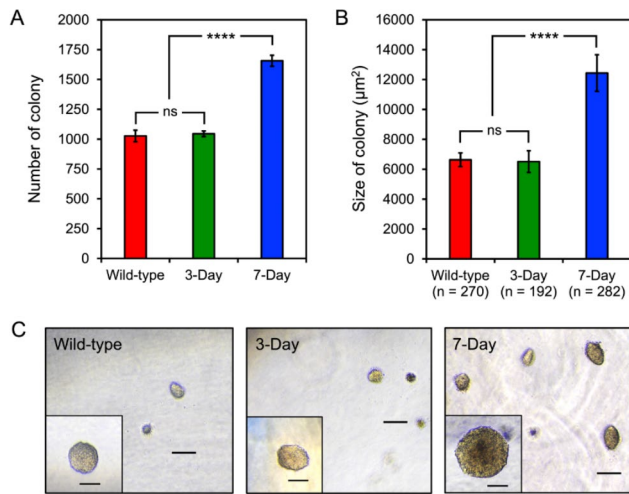 A
Number of colony
2000
1750
1500
1250
1000
750
500
250
0
****
ns
Wild-type
3-Day
7-Day
B
Size of colony (µm²)
16000
14000
12000
10000
8000
6000
4000
2000
0
****
ns
Wild-type
(n = 270)
3-Day
(n = 192)
7-Day
(n = 282)
C
Wild-type
3-Day
7-Day